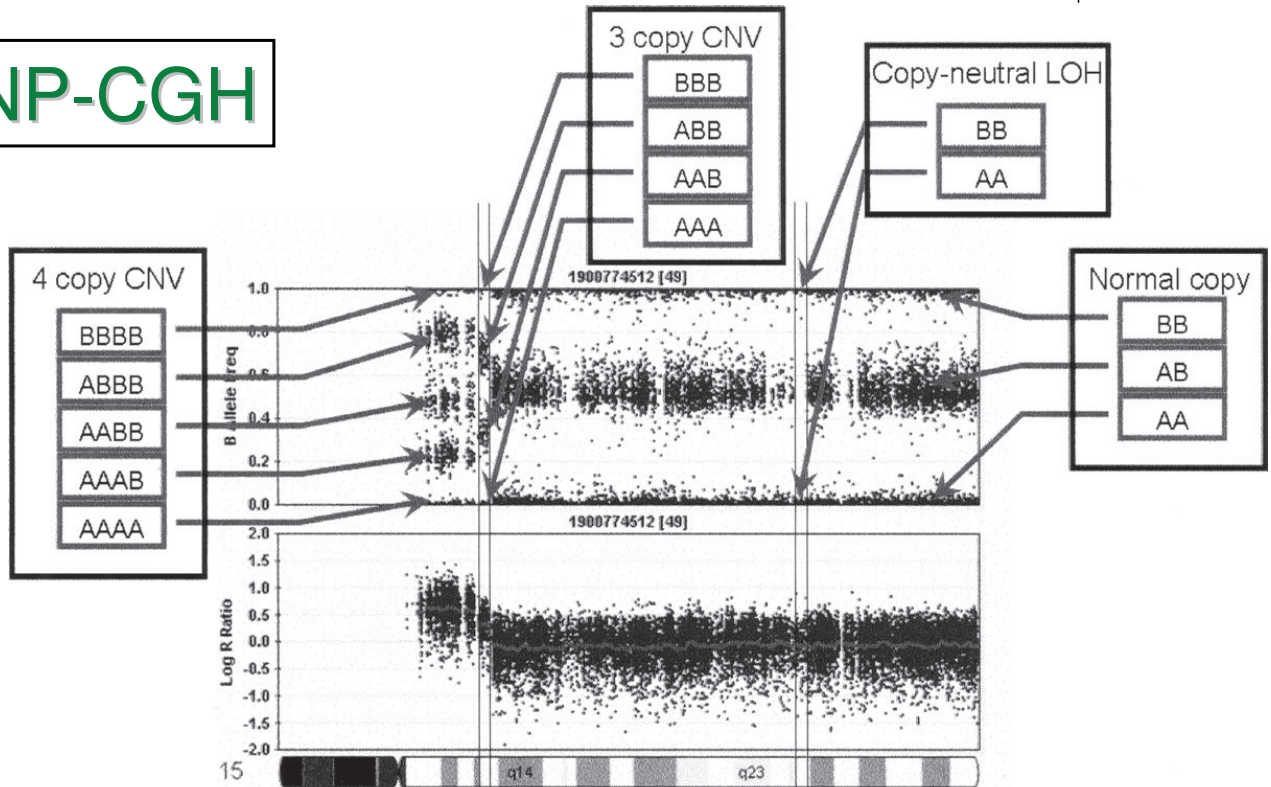 NP-CGH
3 copy CNV
BBB
ABB
AAB
AAA
Copy-neutral LOH
BB
AA
4 copy CNV
BBBB
ABBB
AABB
AAAB
AAAA
Normal copy
BB
AB
AA
1900774512 [49]
B Allele Freq
1.0
0.8
0.6
0.4
0.2
0.0
1900774512 [49]
Log R Ratio
2.0
1.5
1.0
0.5
0.0
-0.5
-1.0
-1.5
-2.0
15
q14
q23